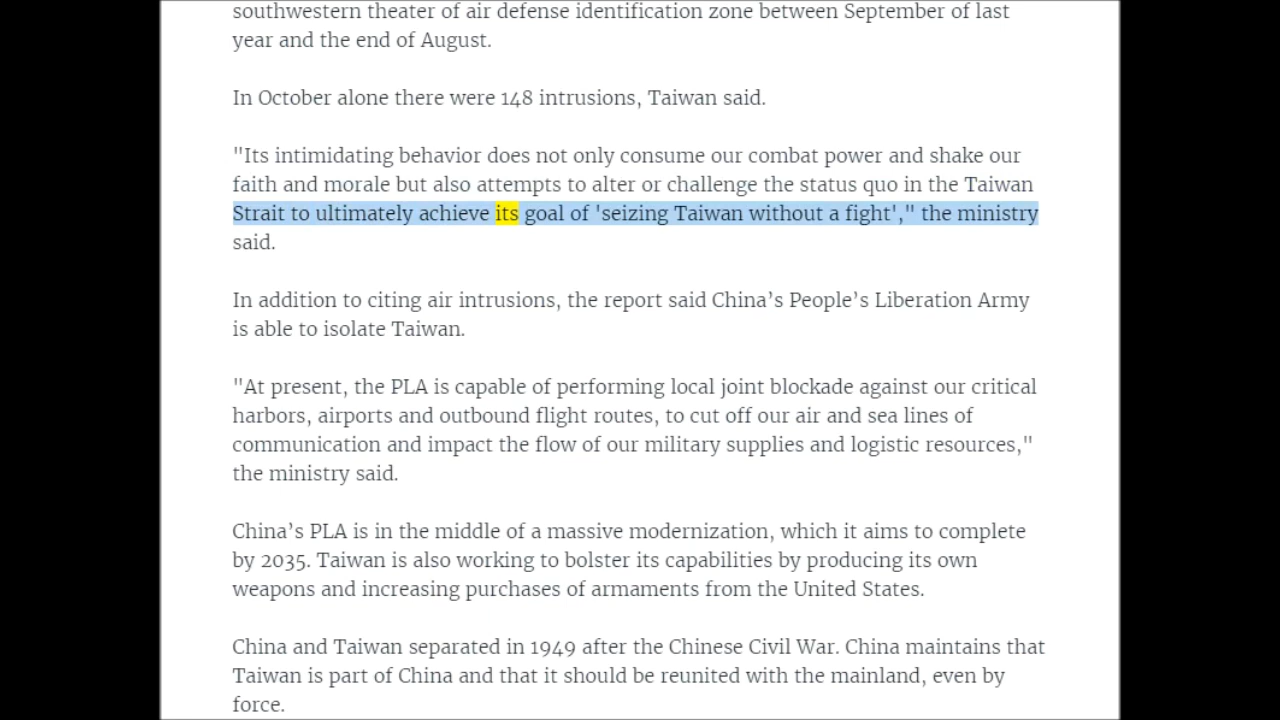 southwestern theater of air defense identification zone between September of last
year and the end of August.
In October alone there were 148 intrusions, Taiwan said.
"Its intimidating behavior does not only consume our combat power and shake our
faith and morale but also attempts to alter or challenge the status quo in the Taiwan
Strait to ultimately achieve its goal of 'seizing Taiwan without a fight'," the ministry
said.
In addition to citing air intrusions, the report said China’s People’s Liberation Army
is able to isolate Taiwan.
"At present, the PLA is capable of performing local joint blockade against our critical
harbors, airports and outbound flight routes, to cut off our air and sea lines of
communication and impact the flow of our military supplies and logistic resources,"
the ministry said.
China’s PLA is in the middle of a massive modernization, which it aims to complete
by 2035. Taiwan is also working to bolster its capabilities by producing its own
weapons and increasing purchases of armaments from the United States.
China and Taiwan separated in 1949 after the Chinese Civil War. China maintains that
Taiwan is part of China and that it should be reunited with the mainland, even by
force.